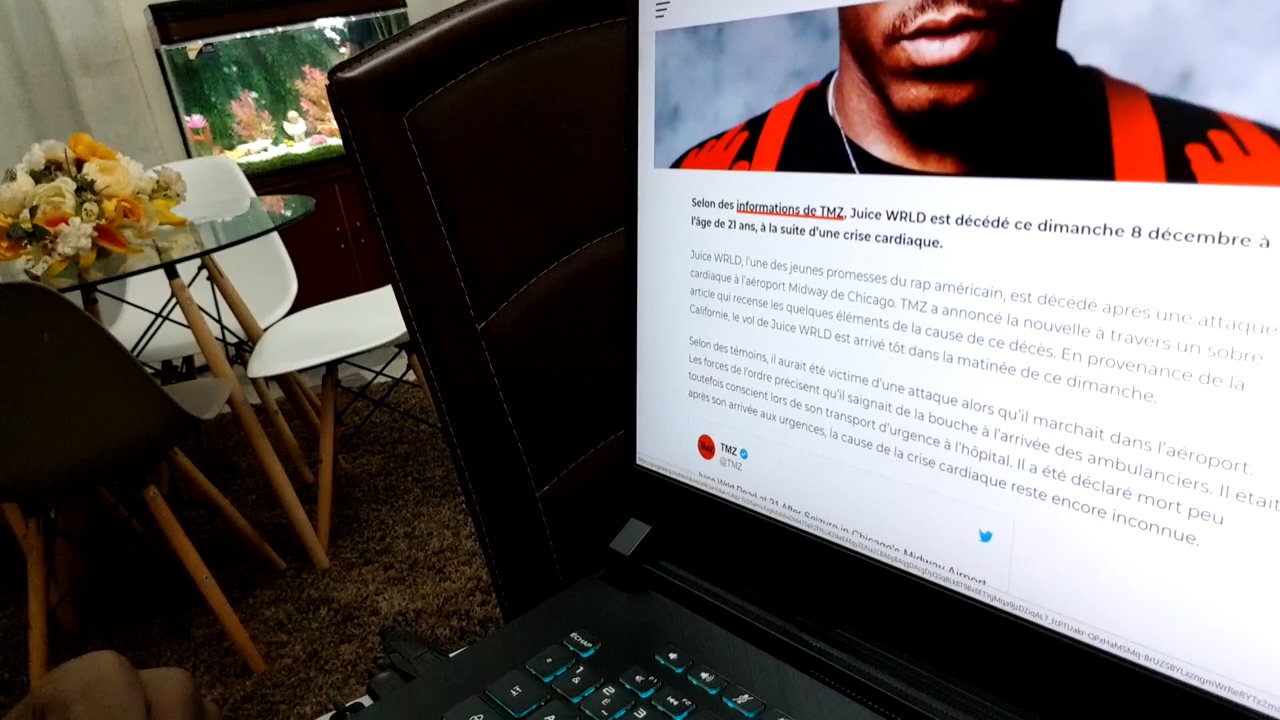 Selon des informations de TMZ, Juice WRLD est décédé ce dimanche 8 décembre à
l'âge de 21 ans, à la suite d'une crise cardiaque.
Juice WRLD, l'une des jeunes promesses du rap américain, est décédé après une attaque
cardiaque à l'aéroport Midway de Chicago. TMZ a annoncé la nouvelle à travers un sobre
article qui recense les quelques éléments de la cause de ce décès. En provenance de la
Californie, le vol de Juice WRLD est arrivé tôt dans la matinée de ce dimanche.
Selon des témoins, il aurait été victime d'une attaque alors qu'il marchait dans l'aéroport.
Les forces de l'ordre précisent qu'il saignait de la bouche à l'arrivée des ambulanciers. Il était
toutefois conscient lors de son transport d'urgence à l'hôpital. Il a été déclaré mort peu
après son arrivée aux urgences, la cause de la crise cardiaque reste encore inconnue.
TMZ
@TMZ
Juice Wrld Dead at 21 After Seizure in Chicago's Midway Airport
ECHAP